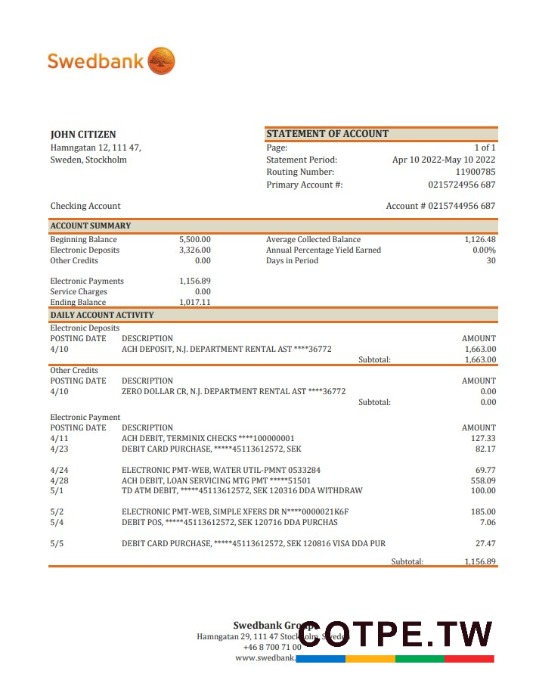 Swedbank
JOHN CITIZEN
Hamngatan 12, 111 47,
Sweden, Stockholm
STATEMENT OF ACCOUNT
Page: 1 of 1
Statement Period: Apr 10 2022-May 10 2022
Routing Number: 11900785
Primary Account #: 0215724956 687
Checking Account Account # 0215744956 687
ACCOUNT SUMMARY
Beginning Balance 5,500.00 Average Collected Balance 1,126.48
Electronic Deposits 3,326.00 Annual Percentage Yield Earned 0.00%
Other Credits 0.00 Days in Period 30
Electronic Payments 1,156.89
Service Charges 0.00
Ending Balance 1,017.11
DAILY ACCOUNT ACTIVITY
Electronic Deposits
POSTING DATE DESCRIPTION AMOUNT
4/10 ACH DEPOSIT, N.J. DEPARTMENT RENTAL AST ****36772 1,663.00
Subtotal: 1,663.00
Other Credits
POSTING DATE DESCRIPTION AMOUNT
4/10 ZERO DOLLAR CR, N.J. DEPARTMENT RENTAL AST ****36772 0.00
Subtotal: 0.00
Electronic Payment
POSTING DATE DESCRIPTION AMOUNT
4/11 ACH DEBIT, TERMINIX CHECKS ****100000001 127.33
4/23 DEBIT CARD PURCHASE, *****45113612572, SEK 82.17
4/24 ELECTRONIC PMT-WEB, WATER UTIL-PMNT 0533284 69.77
4/28 ACH DEBIT, LOAN SERVICING MTG PMT *****51501 558.09
5/1 TD ATM DEBIT, *****45113612572, SEK 120316 DDA WITHDRAW 100.00
5/2 ELECTRONIC PMT-WEB, SIMPLE XFERS DR N****0000021K6F 185.00
5/4 DEBIT POS, *****45113612572, SEK 120716 DDA PURCHAS 7.06
5/5 DEBIT CARD PURCHASE, *****45113612572, SEK 120816 VISA DDA PUR 27.47
Subtotal: 1,156.89
Swedbank
Hamngatan 29, 111 47
+46 8 700 71 00
www.swedbank.
COTPE.TW